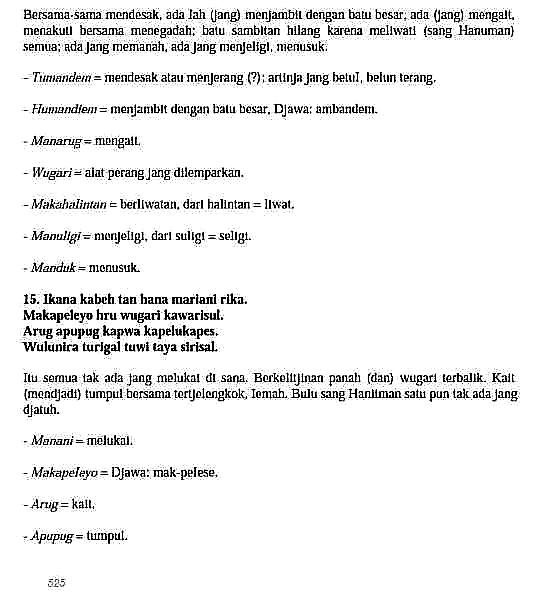 Bersama-sama mendesak, ada lah (jang) menjambit dengan batu besar, ada (jang) mengait,
menakuti bersama menegadah; batu sambitan hilang karena meliwati (sang Hanuman)
semua; ada jang memanah, ada jang menjeligi, menusuk.
- Tumandem = mendesak atau menjerang (?); artinja jang betul, belun terang.
- Humandlem = menjambit dengan batu besar, Djawa: ambandem.
- Manarug = mengait.
- Wugari = alat perang jang dilemparkan.
- Makahalintan = berliwatan, dari halintan = liwat.
- Manuligi = menjeligi, dari suligi = seligi.
- Manduk = menusuk.
15. Ikana kabeh tan hana mariani rika.
Makapeleyo hru wugari kawarisul.
Arug apupug kapwa kapelukapes.
Wulunira turigal tuwi taya sirisal.
Itu semua tak ada jang melukai di sana. Berkelitjinan panah (dan) wugari terbalik. Kait
(mendjadi) tumpul bersama tertjelengkok, lemah. Bulu sang Haniiman satu pun tak ada jang
djatuh.
- Manani = melukai.
- Makapeleyo = Djawa: mak-pelese.
- Arug = kait.
- Apupug = tumpul.
525